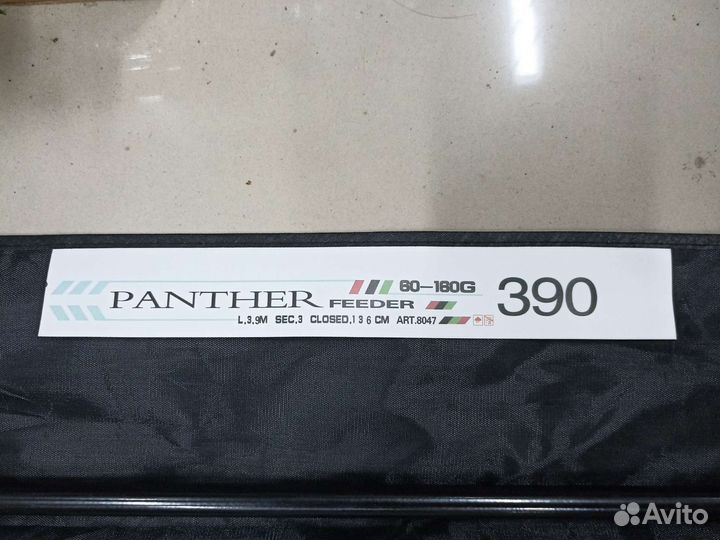 PANTHER FEEDER 60-160G 390
L,3,9M SEC,3 CLOSED,136 CM ART.8047
Avito